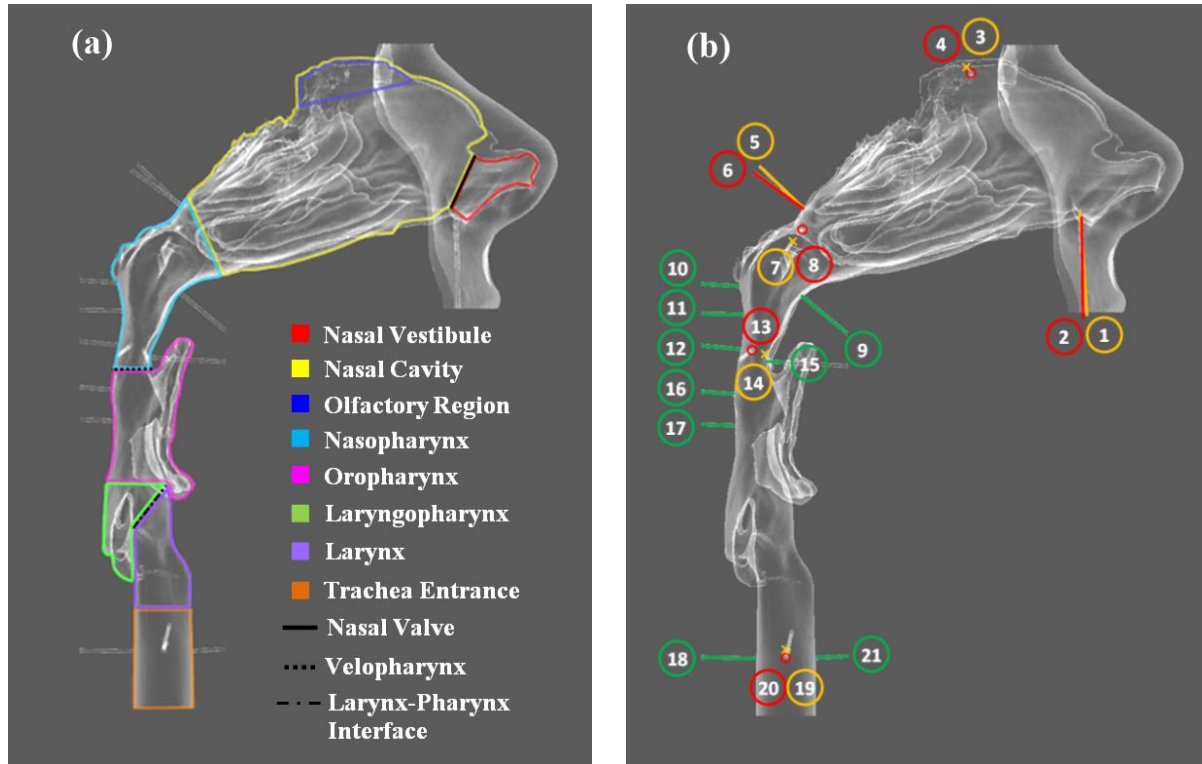 (a)
Nasal Vestibule
Nasal Cavity
Olfactory Region
Nasopharynx
Oropharynx
Laryngopharynx
Larynx
Trachea Entrance
Nasal Valve
Velopharynx
Larynx-Pharynx
Interface
(b)
4 3
5
6
7 8
10
11
13
12
9
15
14
16
17
2 1
18 21
20 19